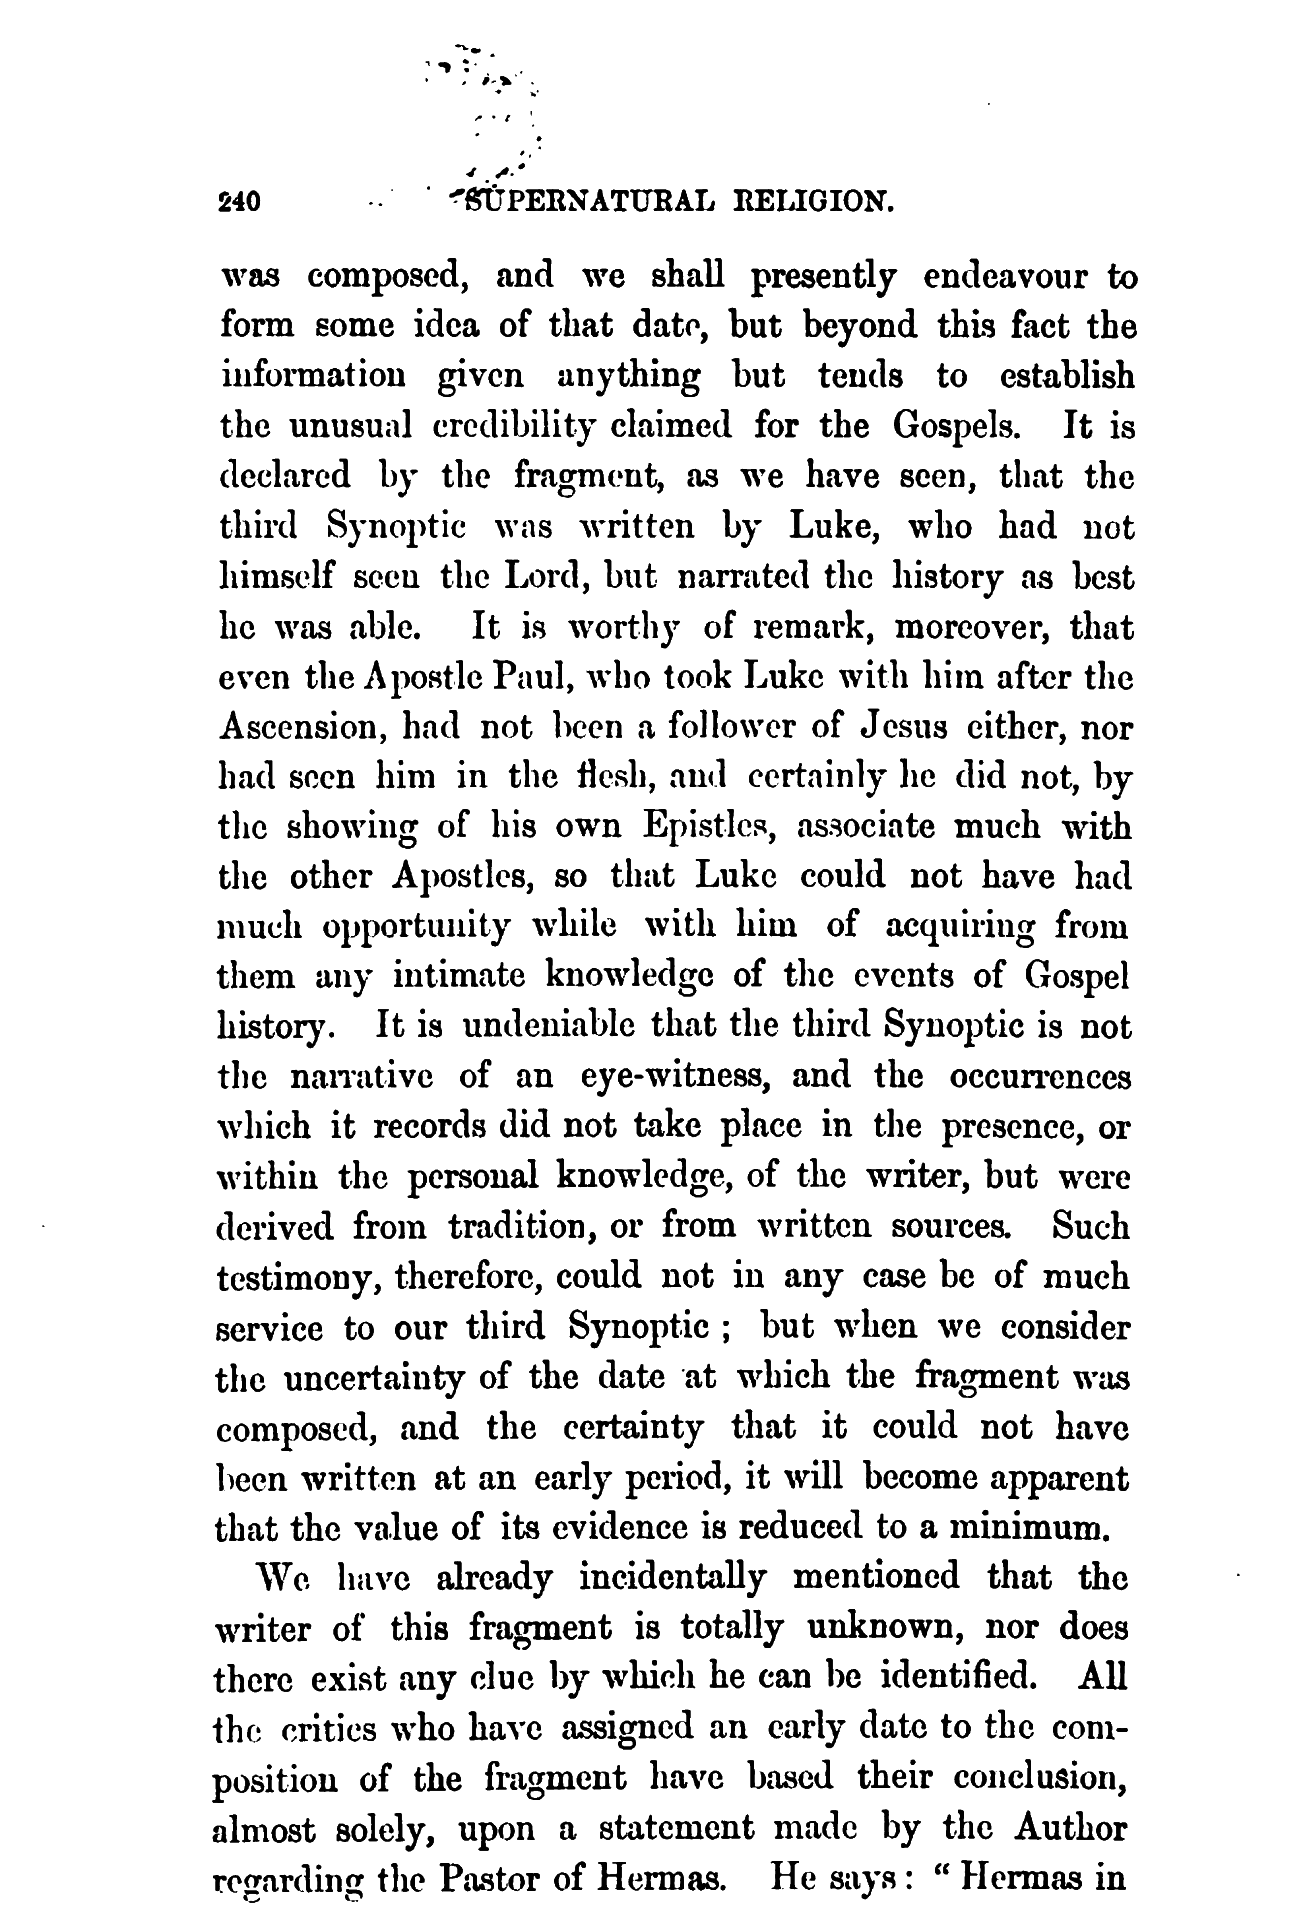 240 SUPERNATURAL RELIGION.
was composed, and we shall presently endeavour to
form some idea of that date, but beyond this fact the
information given anything but tends to establish
the unusual credibility claimed for the Gospels. It is
declared by the fragment, as we have seen, that the
third Synoptic was written by Luke, who had not
himself seen the Lord, but narrated the history as best
he was able. It is worthy of remark, moreover, that
even the Apostle Paul, who took Luke with him after the
Ascension, had not been a follower of Jesus either, nor
had seen him in the flesh, and certainly he did not, by
the showing of his own Epistles, associate much with
the other Apostles, so that Luke could not have had
much opportunity while with him of acquiring from
them any intimate knowledge of the events of Gospel
history. It is undeniable that the third Synoptic is not
the narrative of an eye-witness, and the occurrences
which it records did not take place in the presence, or
within the personal knowledge, of the writer, but were
derived from tradition, or from written sources. Such
testimony, therefore, could not in any case be of much
service to our third Synoptic ; but when we consider
the uncertainty of the date at which the fragment was
composed, and the certainty that it could not have
been written at an early period, it will become apparent
that the value of its evidence is reduced to a minimum.
We have already incidentally mentioned that the
writer of this fragment is totally unknown, nor does
there exist any clue by which he can be identified. All
the critics who have assigned an early date to the com-
position of the fragment have based their conclusion,
almost solely, upon a statement made by the Author
regarding the Pastor of Hermas. He says : “ Hermas in